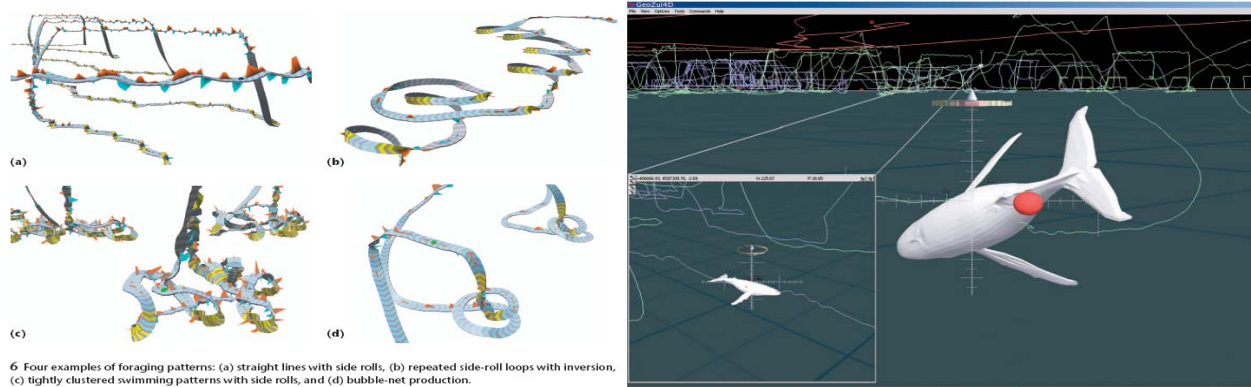 (a)
(b)
(c)
(d)
6 Four examples of foraging patterns: (a) straight lines with side rolls, (b) repeated side-roll loops with inversion,
(c) tightly clustered swimming patterns with side rolls, and (d) bubble-net production.
GeoZui4D
File View Options Tools Commands Help